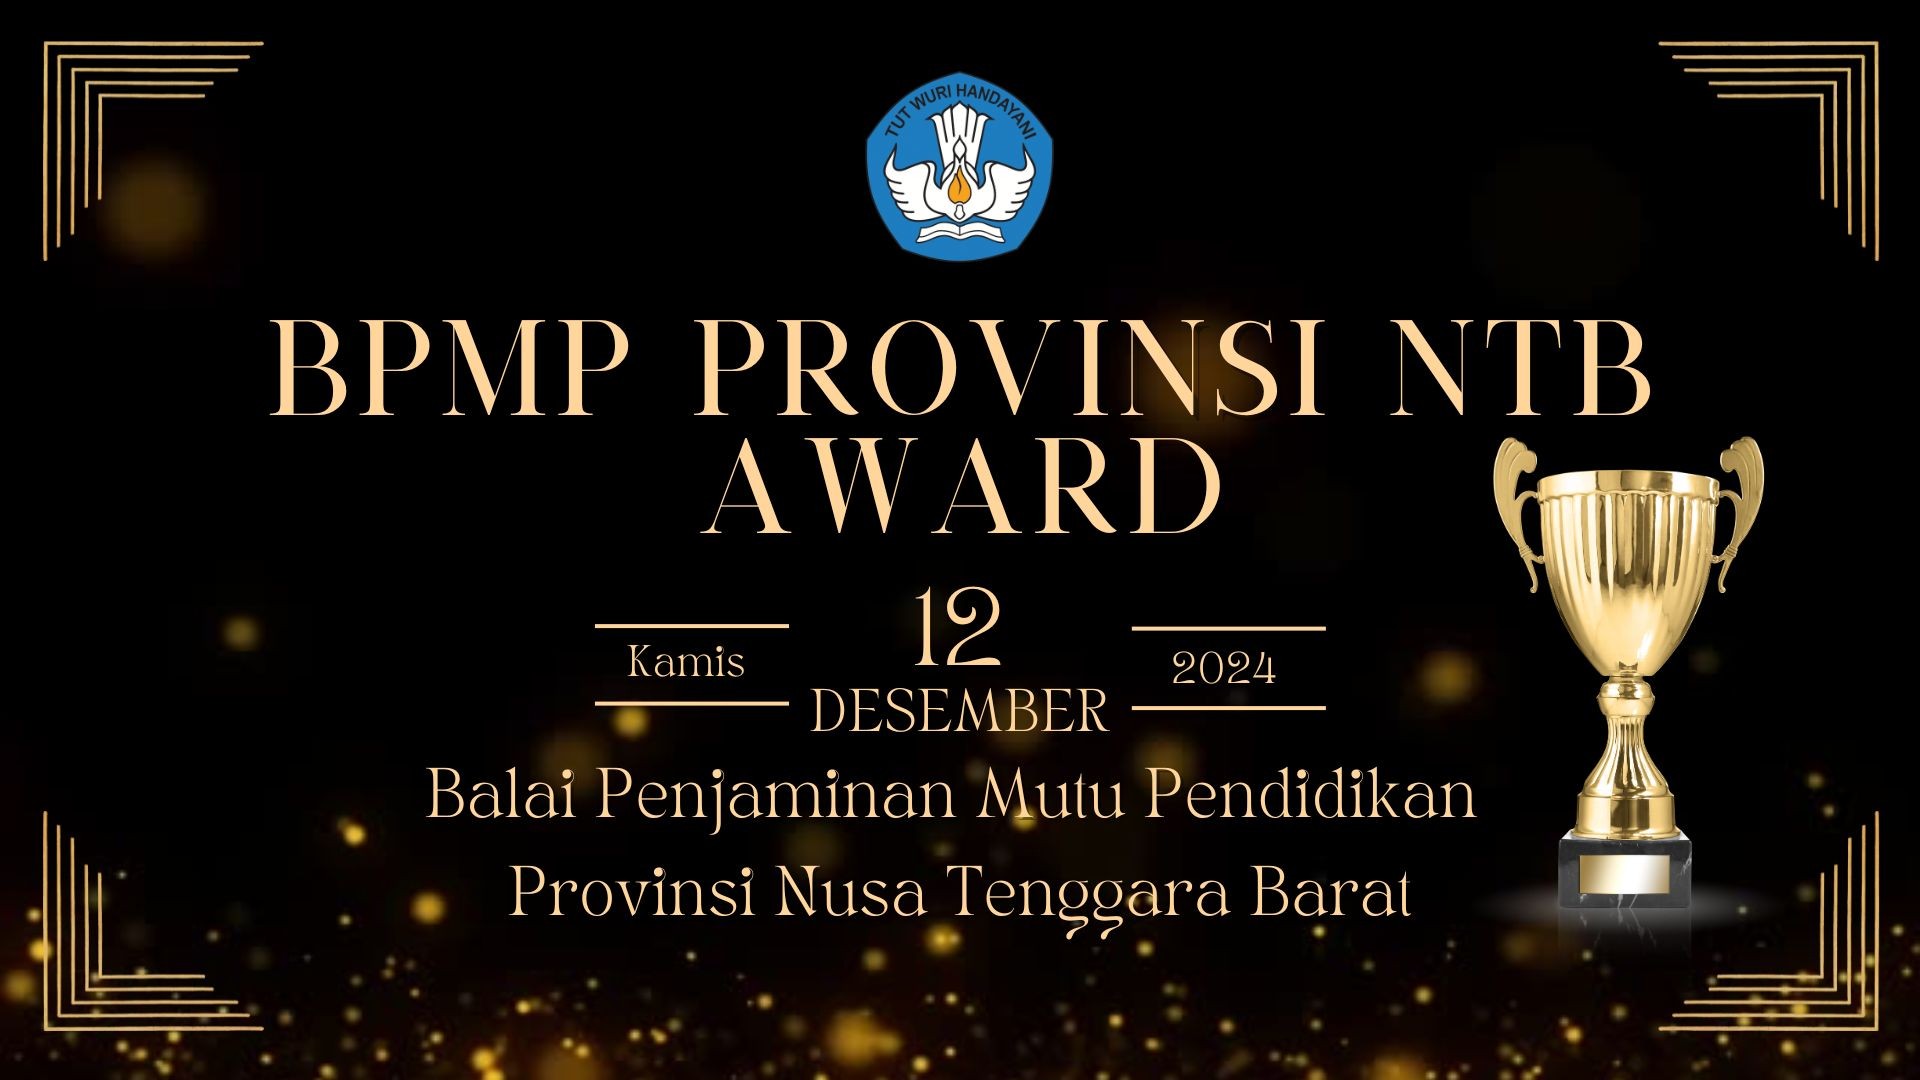 TUT WURI HANDAYANI
BPMP PROVINSI NTB
AWARD
Kamis
12
DESEMBER
2024
Balai Penjaminan Mutu Pendidikan
Provinsi Nusa Tenggara Barat